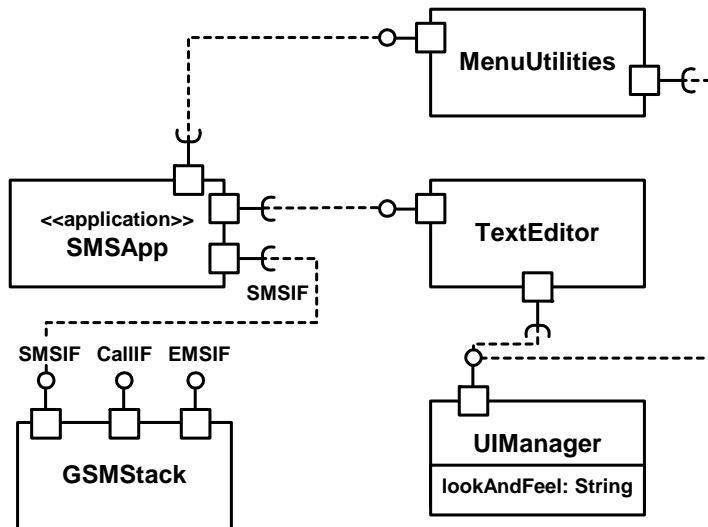 MenuUtilities
<<application>>
SMSApp
TextEditor
SMSIF
SMSIF CallIF EMSIF
GSMStack
UIManager
lookAndFeel: String